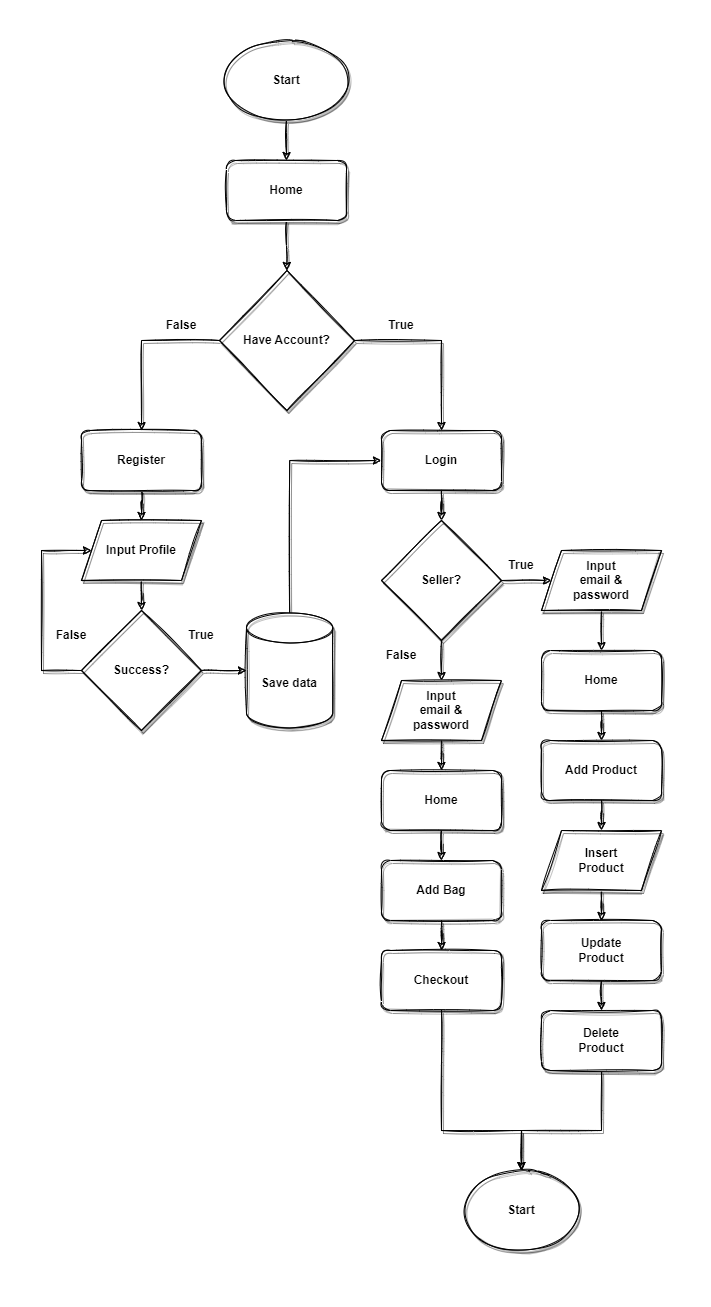 Start
Home
Have Account?
False
True
Register
Login
Input Profile
Seller?
True
Input
email &
password
False
True
Success?
Save data
False
Input
email &
password
Home
Home
Add Product
Add Bag
Insert
Product
Checkout
Update
Product
Delete
Product
Start